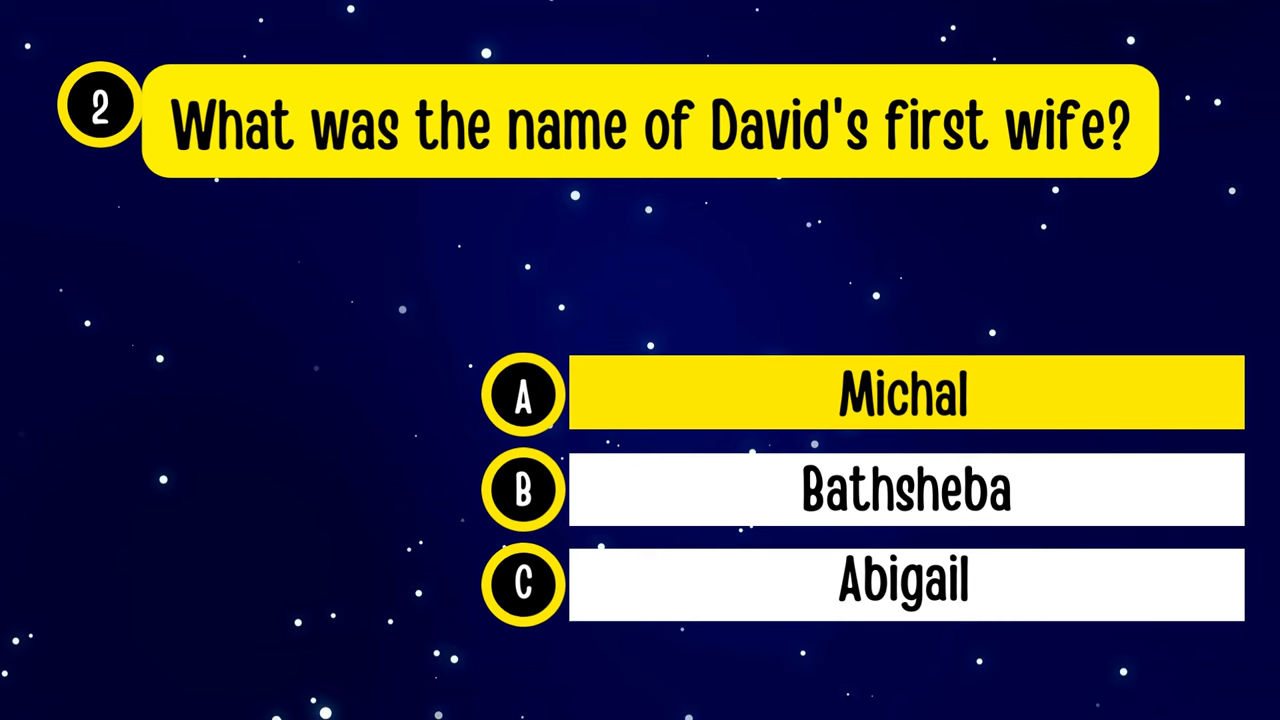 2
What was the name of David's first wife?
A
Michal
B
Bathsheba
C
Abigail